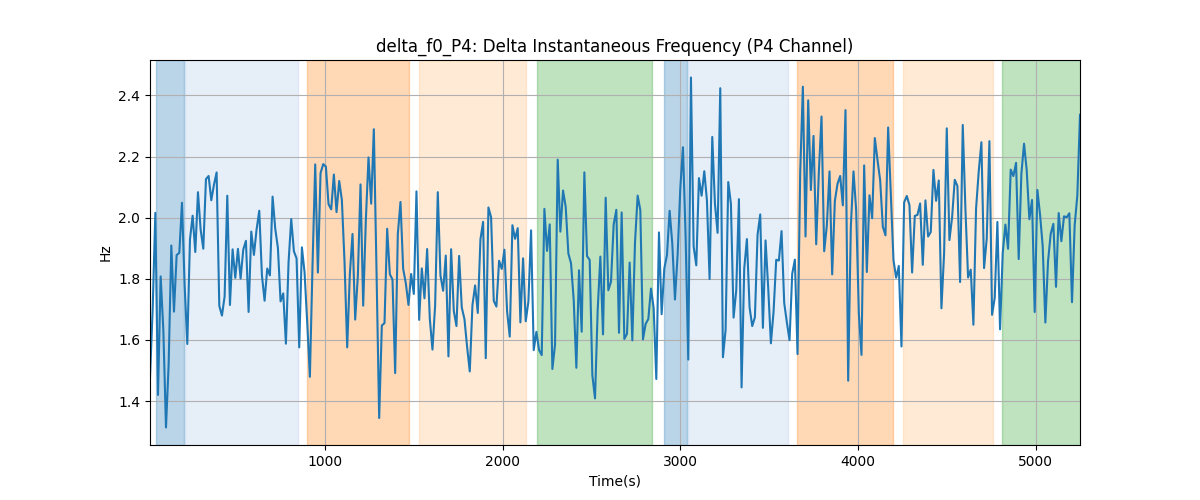 delta_f0_P4: Delta Instantaneous Frequency (P4 Channel)
2.4
2.2
2.0
1.8
1.6
1.4
Hz
1000 2000 3000 4000 5000
Time(s)